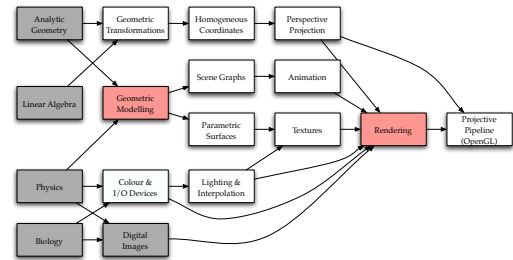 Analytic
Geometry
Geometric
Transformations
Homogeneous
Coordinates
Perspective
Projection
Scene Graphs
Animation
Linear Algebra
Geometric
Modelling
Parametric
Surfaces
Textures
Rendering
Projective
Pipeline
(OpenGL)
Physics
Colour &
I/O Devices
Lighting &
Interpolation
Biology
Digital
Images